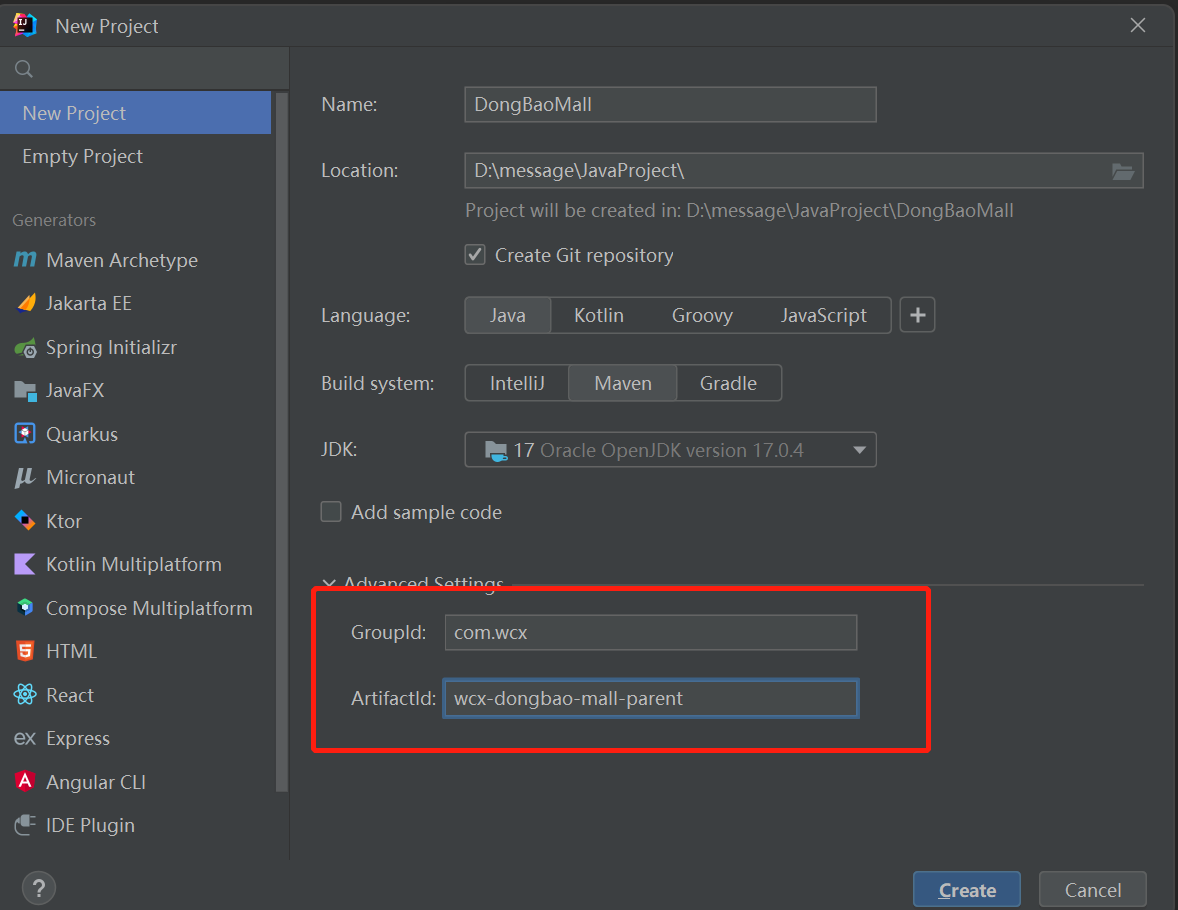 New Project
New Project
Empty Project
Generators
Maven Archetype
Jakarta EE
Spring Initializr
JavaFX
Quarkus
Micronaut
Ktor
Kotlin Multiplatform
Compose Multiplatform
HTML
React
ex Express
Angular CLI
IDE Plugin
?
Name: DongBaoMall
Location: D:\message\JavaProject\
Project will be created in: D:\message\JavaProject\DongBaoMall
Create Git repository
Language: Java Kotlin Groovy JavaScript +
Build system: IntelliJ Maven Gradle
JDK: 17 Oracle OpenJDK version 17.0.4
Add sample code
Advanced Settings
GroupId: com.wcx
ArtifactId: wcx-dongbao-mall-parent
Create Cancel